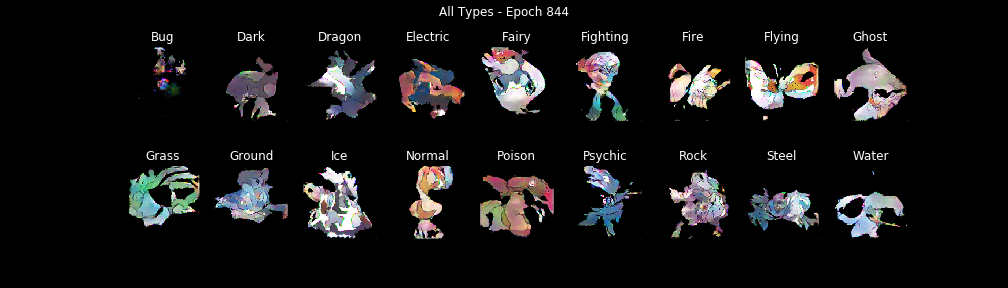 All Types - Epoch 844
Bug Dark Dragon Electric Fairy Fighting Fire Flying Ghost
Grass Ground Ice Normal Poison Psychic Rock Steel Water